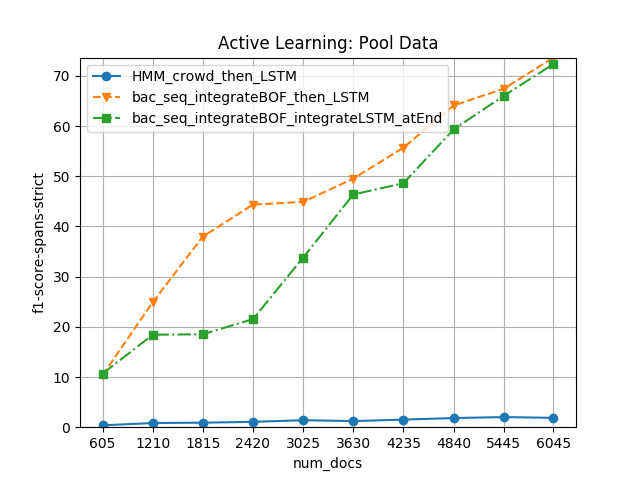 Active Learning: Pool Data
HMM_crowd_then_LSTM
bac_seq_integrateBOF_then_LSTM
bac_seq_integrateBOF_integrateLSTM_atEnd
f1-score-spans-strict
70
60
50
40
30
20
10
0
605 1210 1815 2420 3025 3630 4235 4840 5445 6045
num_docs